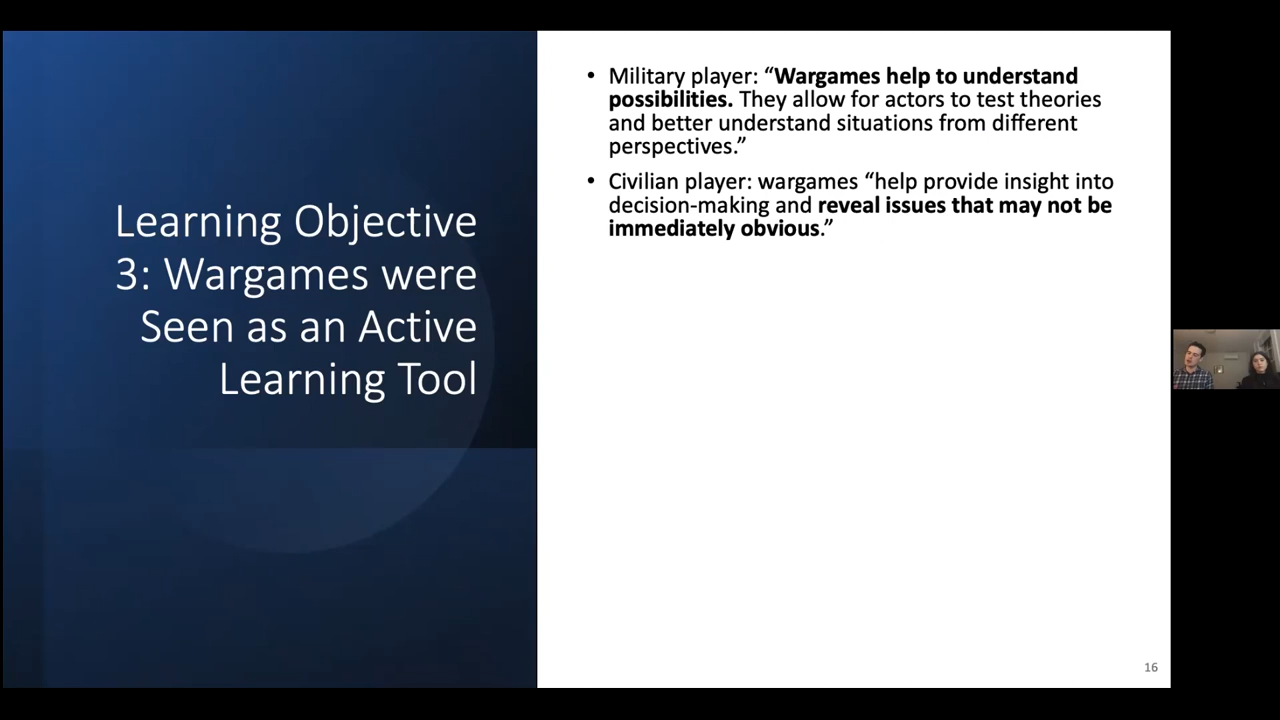 Learning Objective
3: Wargames were
Seen as an Active
Learning Tool
• Military player: “Wargames help to understand
possibilities. They allow for actors to test theories
and better understand situations from different
perspectives.”
• Civilian player: wargames “help provide insight into
decision-making and reveal issues that may not be
immediately obvious.”
16